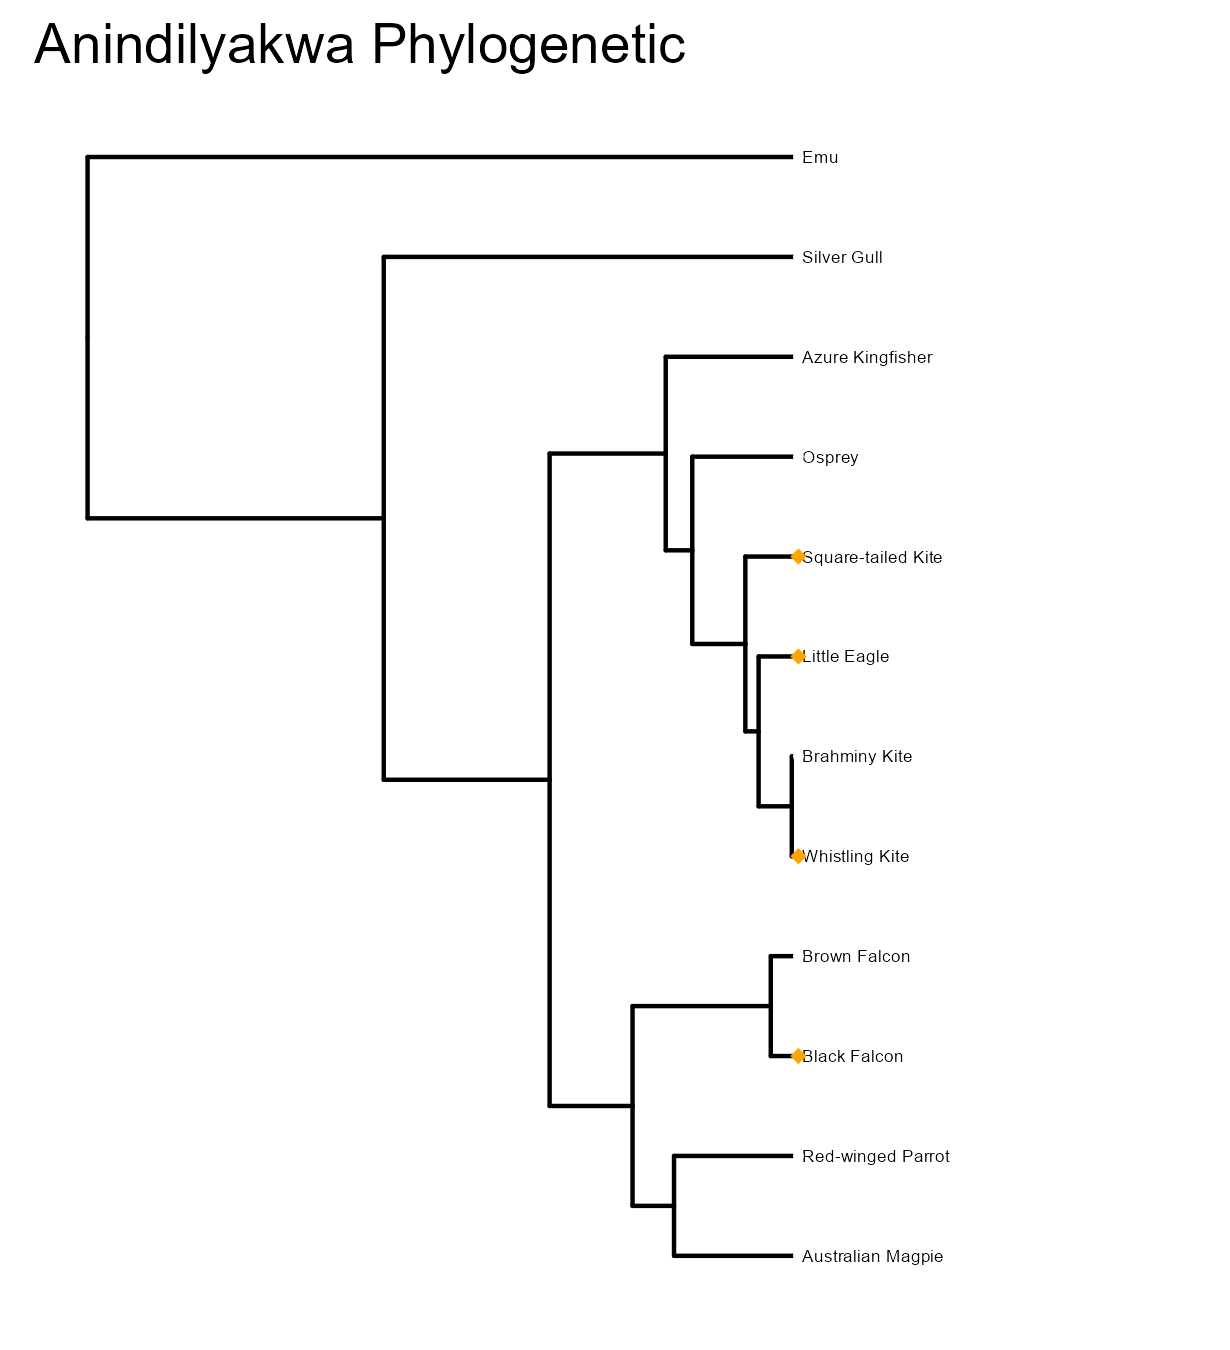 Anindilyakwa Phylogenetic
Emu
Silver Gull
Azure Kingfisher
Osprey
Square-tailed Kite
Little Eagle
Brahminy Kite
Whistling Kite
Brown Falcon
Black Falcon
Red-winged Parrot
Australian Magpie